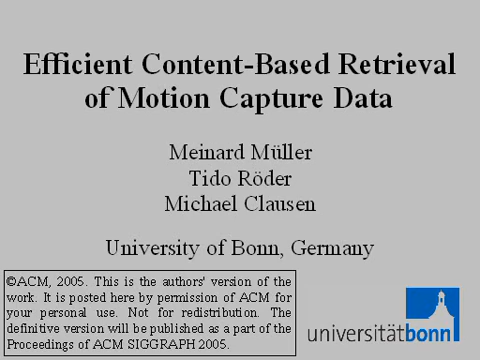 Efficient Content-Based Retrieval
of Motion Capture Data
Meinard Müller
Tido Röder
Michael Clausen
University of Bonn, Germany
©ACM, 2005. This is the authors' version of the
work. It is posted here by permission of ACM for
your personal use. Not for redistribution. The
definitive version will be published as a part of the
Proceedings of ACM SIGGRAPH 2005.
universitätbonn